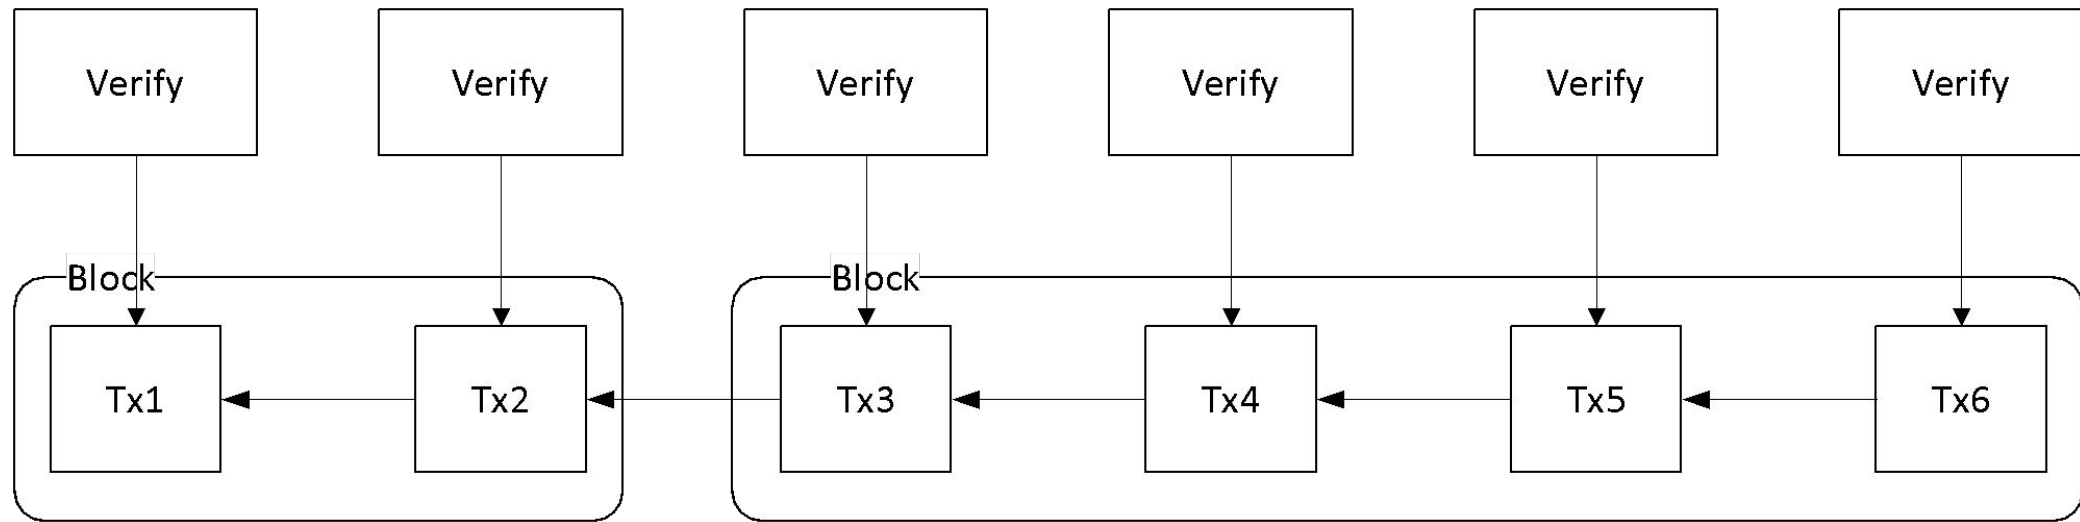 Verify Verify Verify Verify Verify Verify
Block Block
Tx1 Tx2 Tx3 Tx4 Tx5 Tx6